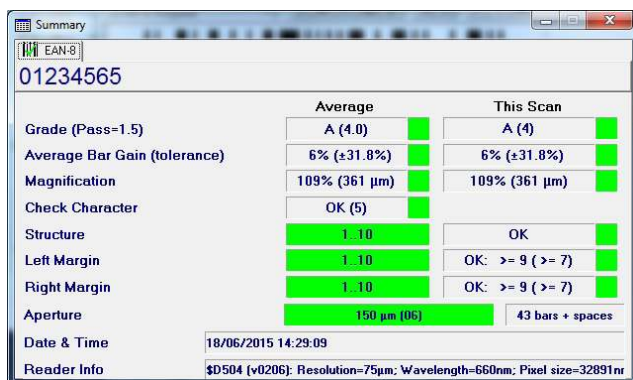 Summary
EAN-8
01234565
Average This Scan
Grade (Pass=1.5) A (4.0) A (4)
Average Bar Gain (tolerance) 6% (±31.8%) 6% (±31.8%)
Magnification 109% (361 µm) 109% (361 µm)
Check Character OK (5)
Structure 1..10 OK
Left Margin 1..10 OK: >= 9 ( >= 7)
Right Margin 1..10 OK: >= 9 ( >= 7)
Aperture 150 µm (06) 43 bars + spaces
Date & Time 18/06/2015 14:29:09
Reader Info $D504 (v0206): Resolution=75µm; Wavelength=660nm; Pixel size=32891nr